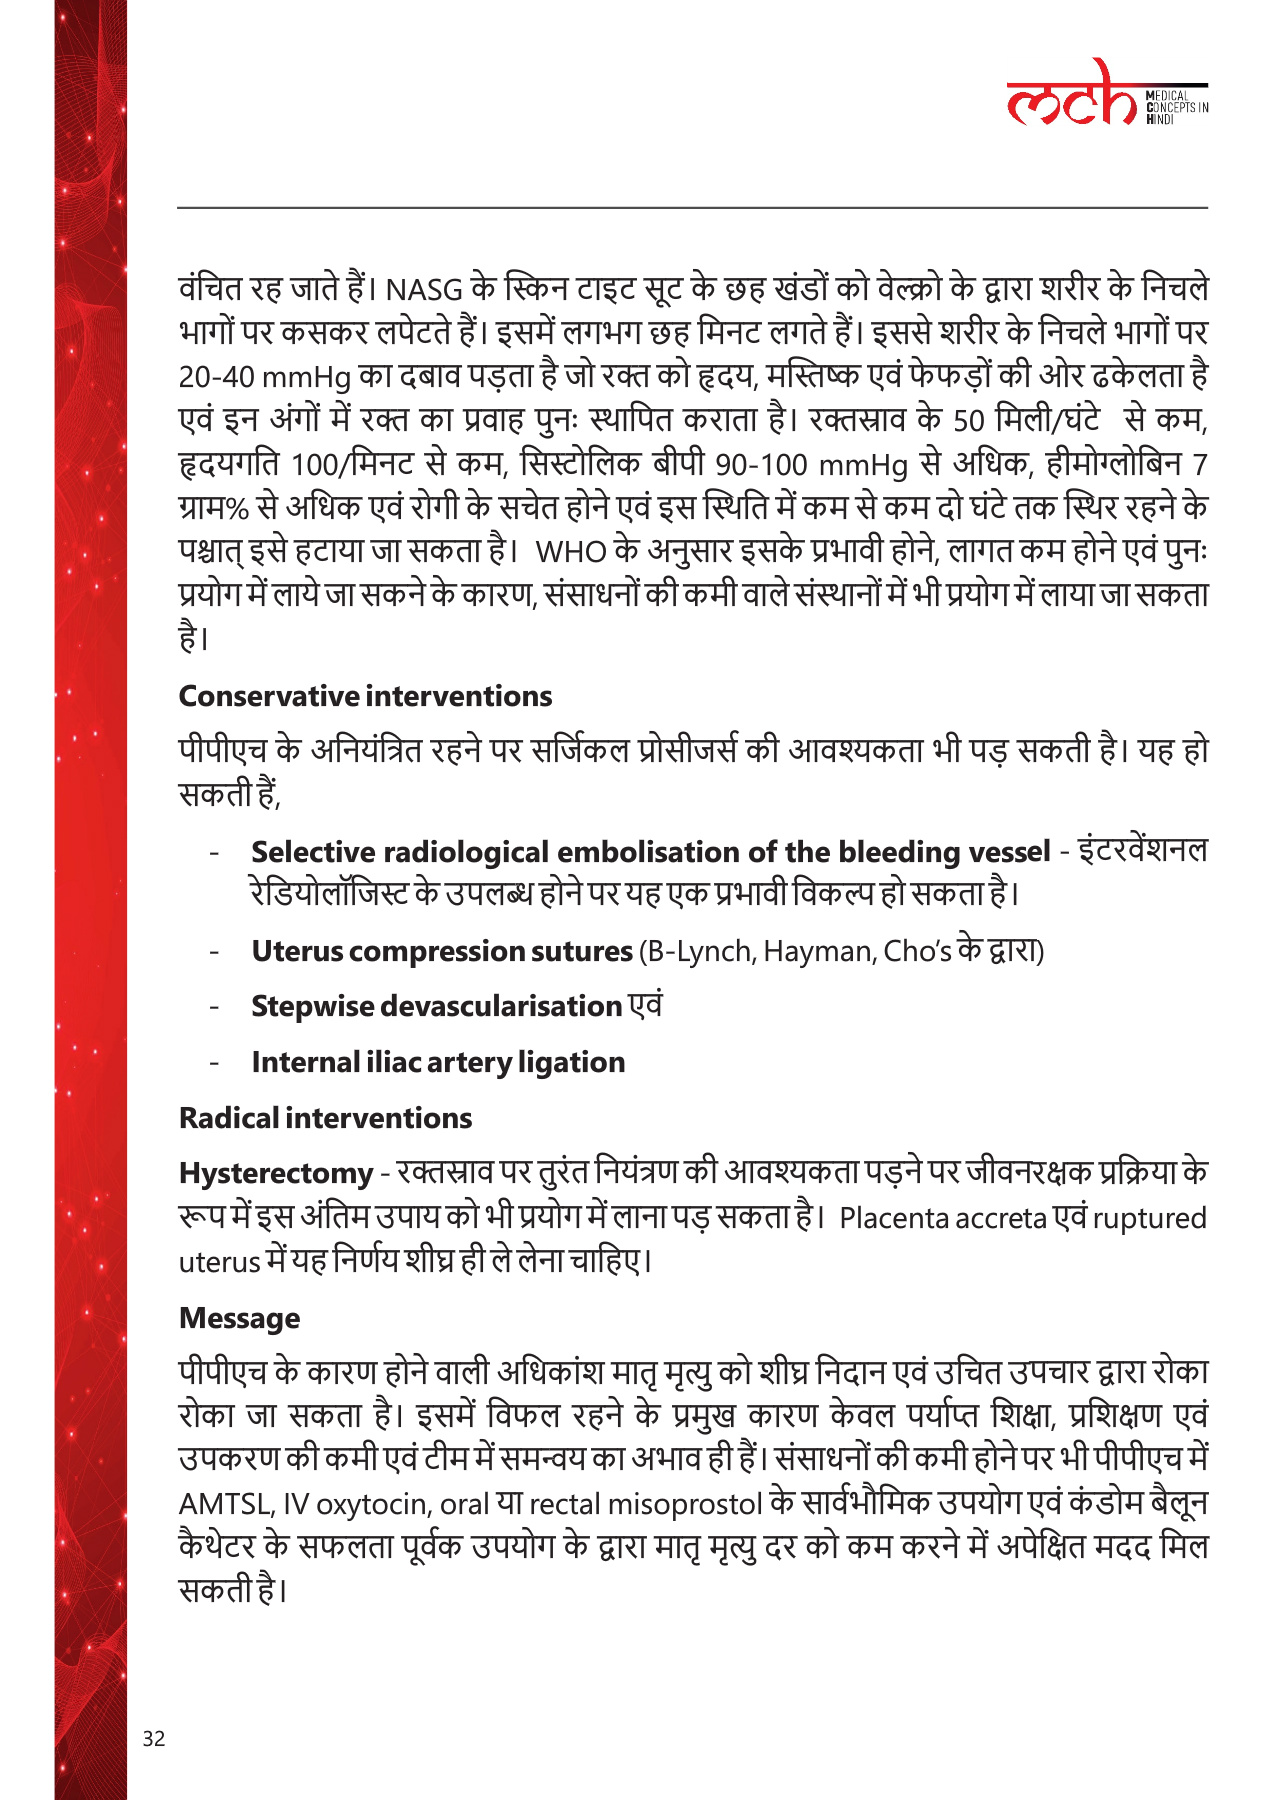 mch MEDICAL
CONCEPTS IN
HINDI
वंचित रह जाते हैं। NASG के स्किन टाइट सूट के छह खंडों को वेल्क्रो के द्वारा शरीर के निचले
भागों पर कसकर लपेटते हैं। इसमें लगभग छह मिनट लगते हैं। इससे शरीर के निचले भागों पर
20-40 mmHg का दबाव पड़ता है जो रक्त को हृदय, मस्तिष्क एवं फेफड़ों की ओर ढकेलता है
एवं इन अंगों में रक्त का प्रवाह पुनः स्थापित कराता है। रक्तस्राव के 50 मिली/घंटे से कम,
हृदयगति 100/मिनट से कम, सिस्टोलिक बीपी 90-100 mmHg से अधिक, हीमोग्लोबिन 7
ग्राम% से अधिक एवं रोगी के सचेत होने एवं इस स्थिति में कम से कम दो घंटे तक स्थिर रहने के
पश्चात् इसे हटाया जा सकता है। WHO के अनुसार इसके प्रभावी होने, लागत कम होने एवं पुनः
प्रयोग में लाये जा सकने के कारण, संसाधनों की कमी वाले संस्थानों में भी प्रयोग में लाया जा सकता
है।
Conservative interventions
पीपीएच के अनियंत्रित रहने पर सर्जिकल प्रोसीजर्स की आवश्यकता भी पड़ सकती है। यह हो
सकती हैं,
- Selective radiological embolisation of the bleeding vessel - इंटरवेंशनल
रेडियोलॉजिस्ट के उपलब्ध होने पर यह एक प्रभावी विकल्प हो सकता है।
- Uterus compression sutures (B-Lynch, Hayman, Cho’s के द्वारा)
- Stepwise devascularisation एवं
- Internal iliac artery ligation
Radical interventions
Hysterectomy - रक्तस्राव पर तुरंत नियंत्रण की आवश्यकता पड़ने पर जीवनरक्षक प्रक्रिया के
रूप में इस अंतिम उपाय को भी प्रयोग में लाना पड़ सकता है। Placenta accreta एवं ruptured
uterus में यह निर्णय शीघ्र ही ले लेना चाहिए।
Message
पीपीएच के कारण होने वाली अधिकांश मातृ मृत्यु को शीघ्र निदान एवं उचित उपचार द्वारा रोका
रोका जा सकता है। इसमें विफल रहने के प्रमुख कारण केवल पर्याप्त शिक्षा, प्रशिक्षण एवं
उपकरण की कमी एवं टीम में समन्वय का अभाव ही हैं। संसाधनों की कमी होने पर भी पीपीएच में
AMTSL, IV oxytocin, oral या rectal misoprostol के सार्वभौमिक उपयोग एवं कंडोम बैलून
कैथेटर के सफलता पूर्वक उपयोग के द्वारा मातृ मृत्यु दर को कम करने में अपेक्षित मदद मिल
सकती है।
32